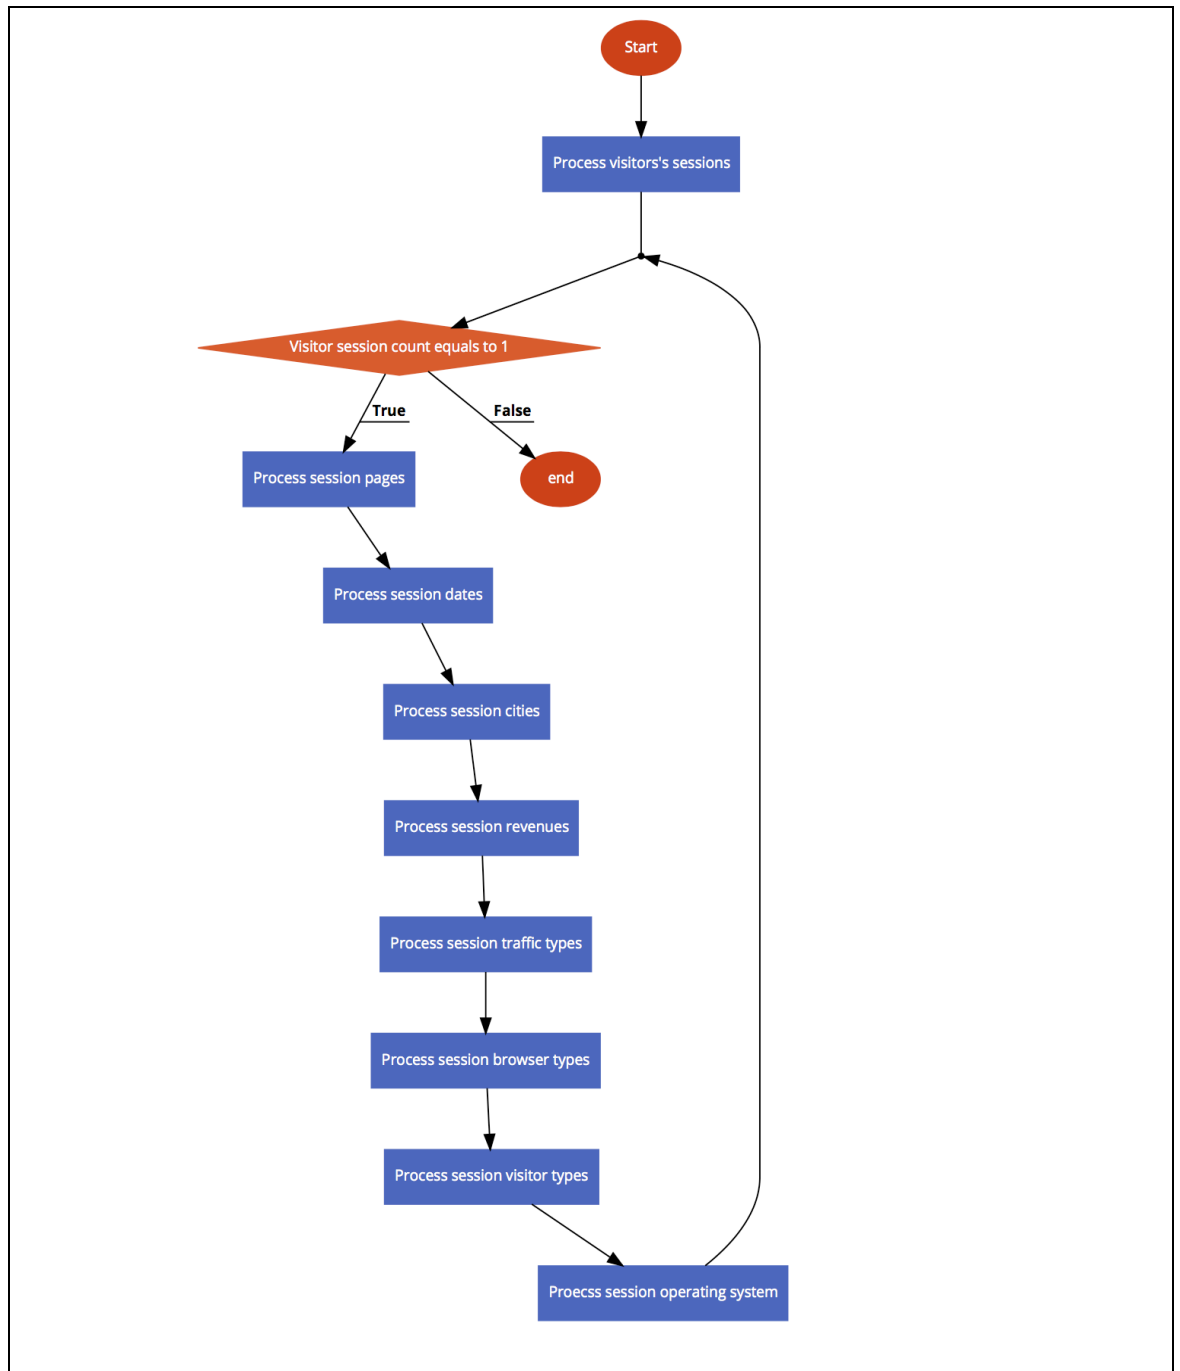 Start
Process visitors's sessions
Visitor session count equals to 1
True
False
Process session pages
end
Process session dates
Process session cities
Process session revenues
Process session traffic types
Process session browser types
Process session visitor types
Proecss session operating system